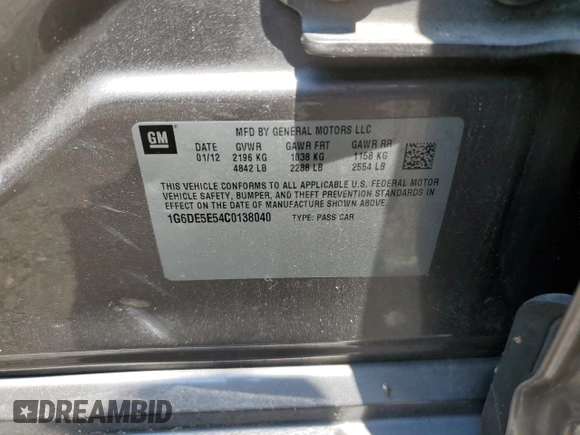 GM
MFD BY GENERAL MOTORS LLC
DATE GVWR GAWR FRT GAWR RR
01/12 2196 KG 1038 KG 1158 KG
4842 LB 2288 LB 2554 LB
THIS VEHICLE CONFORMS TO ALL APPLICABLE U.S. FEDERAL MOTOR
VEHICLE SAFETY, BUMPER, AND THEFT PREVENTION STANDARDS IN
EFFECT ON THE DATE OF MANUFACTURE SHOWN ABOVE.
1G6DE5E54C0138040 TYPE: PASS CAR
DREAMBID